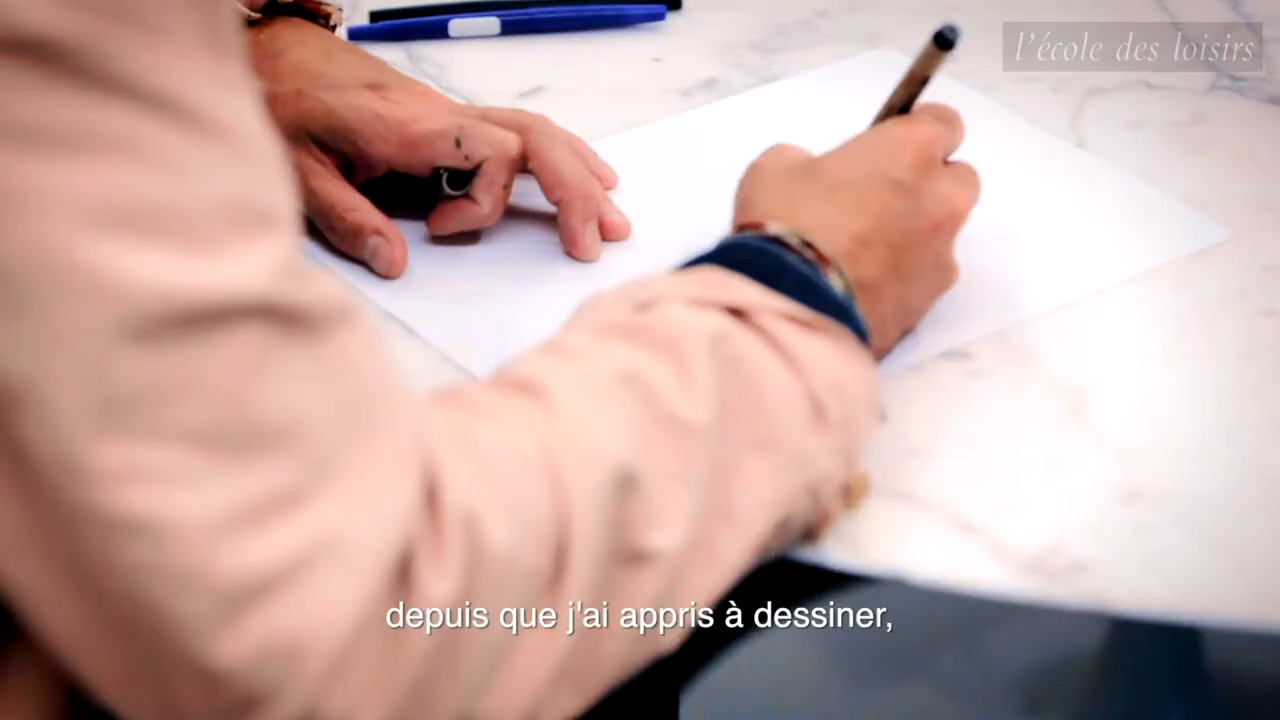 l'école des loisirs
depuis que j'ai appris à dessiner,